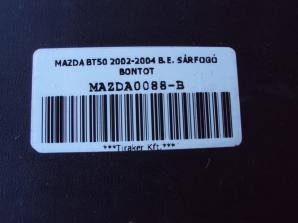 MAZDA BT50 2002-2004 B.E. SÁRFOGÓ
BONTOT
MAZDA0088-B
***Tiraker Kft.***